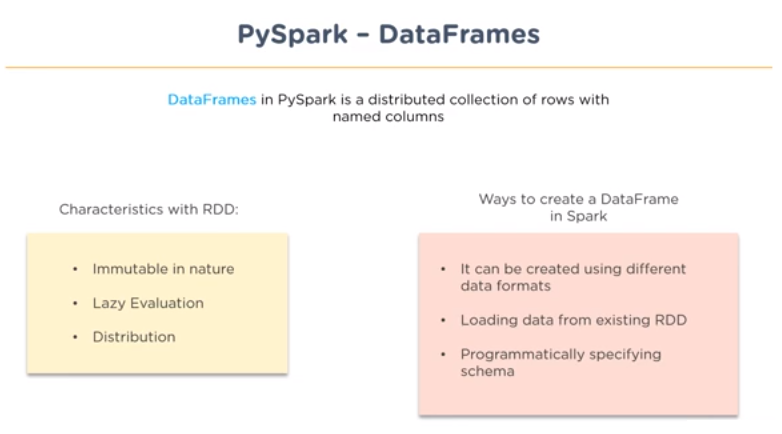 PySpark – DataFrames
DataFrames in PySpark is a distributed collection of rows with
named columns
Characteristics with RDD:
• Immutable in nature
• Lazy Evaluation
• Distribution
Ways to create a DataFrame
in Spark
• It can be created using different
data formats
• Loading data from existing RDD
• Programmatically specifying
schema